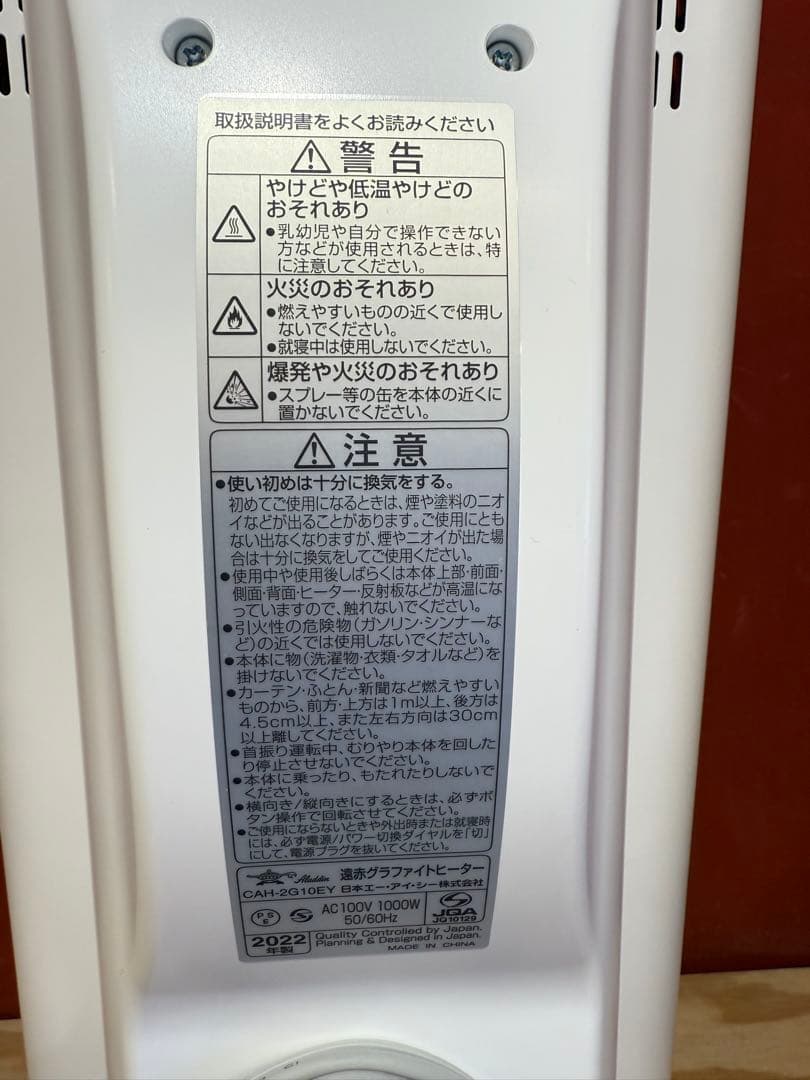 取扱説明書をよくお読みください
警告
やけどや低温やけどの
おそれあり
●乳幼児や自分で操作できない
方などが使用されるときは、特
に注意してください。
火災のおそれあり
●燃えやすいものの近くで使用し
ないでください。
●就寝中は使用しないでください。
爆発や火災のおそれあり
●スプレー等の缶を本体の近くに
置かないでください。
注意
●使い初めは十分に換気をする。
初めてご使用になるときは、煙や塗料のニオ
イなどが出ることがあります。ご使用にとも
ない出なくなりますが、煙やニオイが出た場
合は十分に換気をしてご使用ください。
●使用中や使用後しばらくは本体上部・前面・
側面・背面・ヒーター・反射板などが高温にな
っていますので、触れないでください。
●引火性の危険物(ガソリン・シンナーな
ど)の近くでは使用しないでください。
●本体に物(洗濯物・衣類・タオルなど)を
掛けないでください。
●カーテン・ふとん・新聞など燃えやすい
ものから、前方・上方は1m以上、後方は
4.5cm以上、また左右方向は30cm
以上離してください。
●首振り運転中、むりやり本体を回した
り停止させないでください。
●本体に乗ったり、もたれたりしないで
ください。
●横向き/縦向きにするときは、必ずボ
タン操作で回転させてください。
●ご使用にならないときや外出時または就寝時
には、必ず電源/パワー切換ダイヤルを「切」
にして、電源プラグを抜いてください。
Aladdin 遠赤グラファイトヒーター
CAH-2G10EY 日本エー・アイ・シー株式会社
PSE AC100V 1000W
50/60Hz
JQA
JQ10129
2022
年製
Quality Controlled by Japan.
Planning & Designed in Japan.
MADE IN CHINA